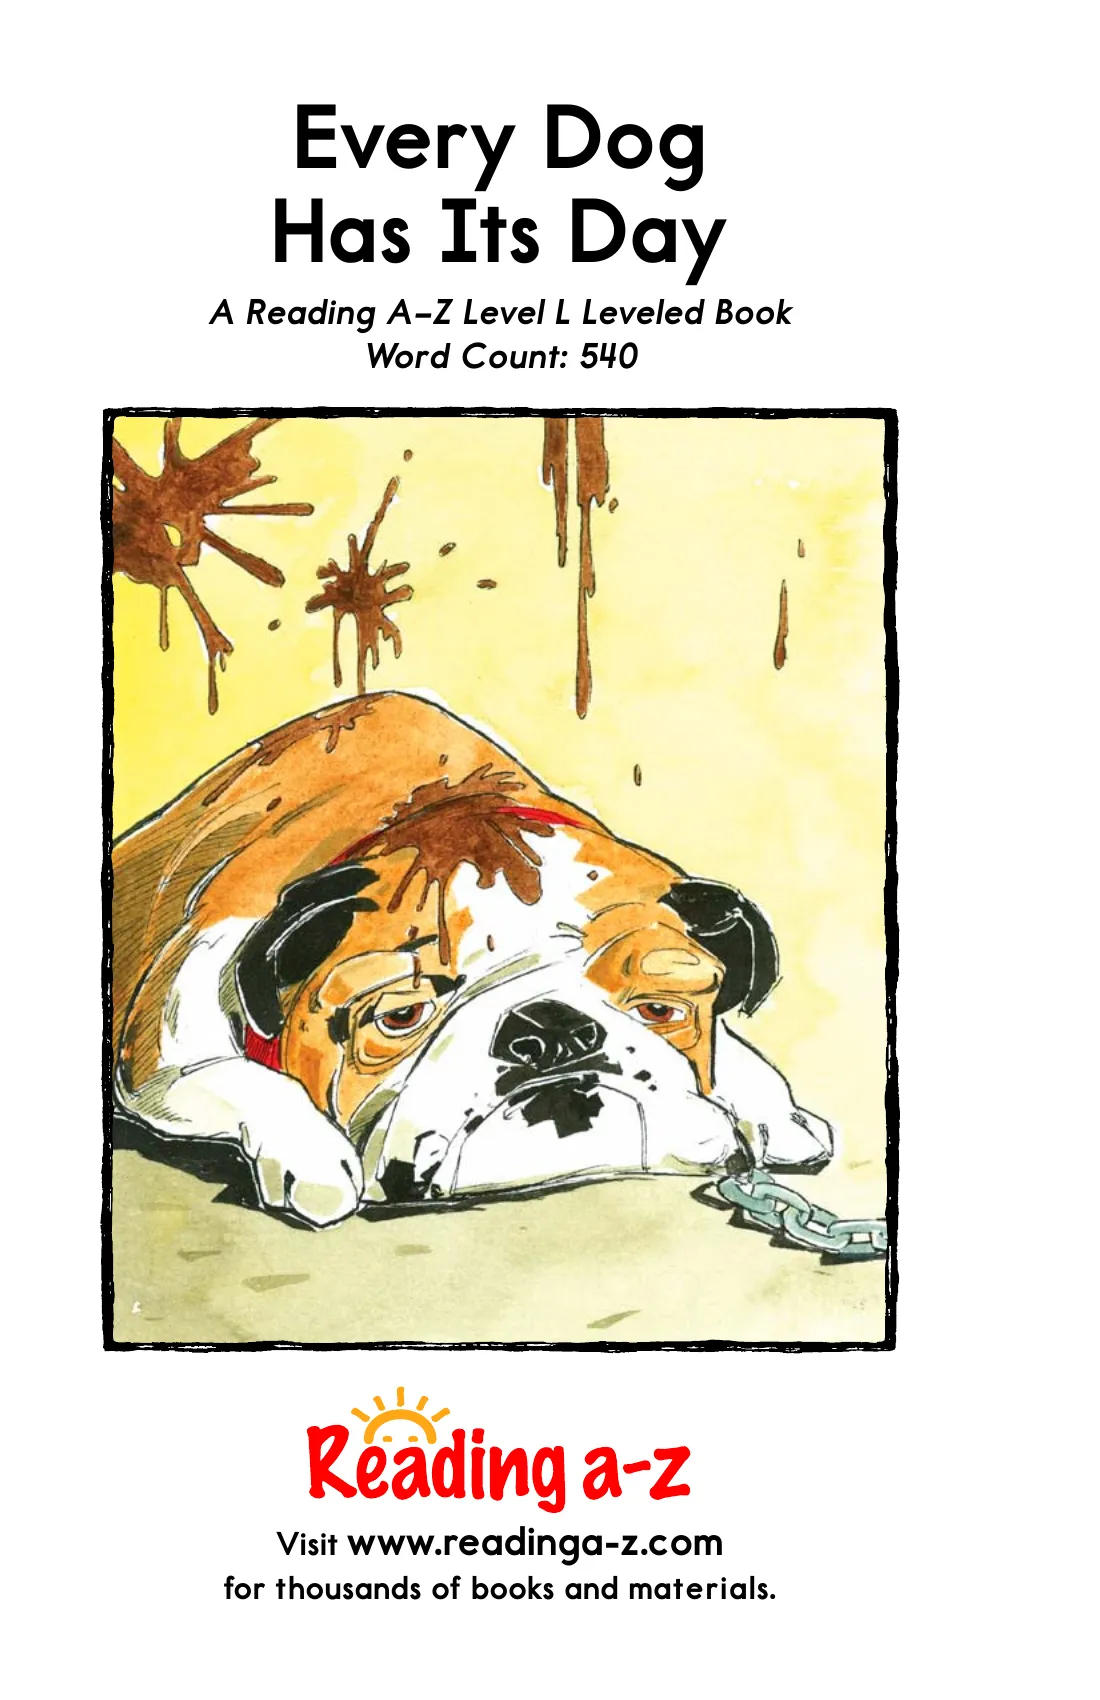 Every Dog
Has Its Day
A Reading A–Z Level L Leveled Book
Word Count: 540
Reading a-z
Visit www.readinga-z.com
for thousands of books and materials.